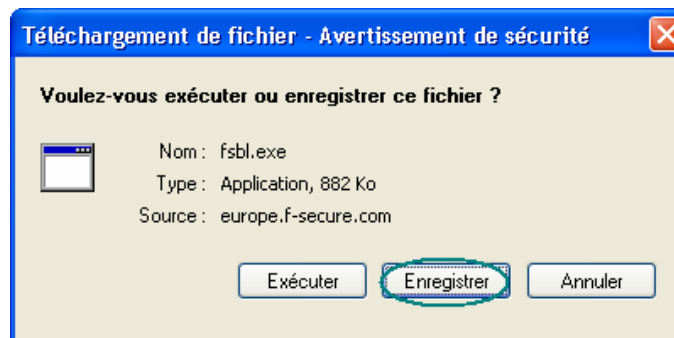 Téléchargement de fichier - Avertissement de sécurité
Voulez-vous exécuter ou enregistrer ce fichier ?
Nom : fsbl.exe
Type : Application, 882 Ko
Source : europe.f-secure.com
Exécuter Enregistrer Annuler